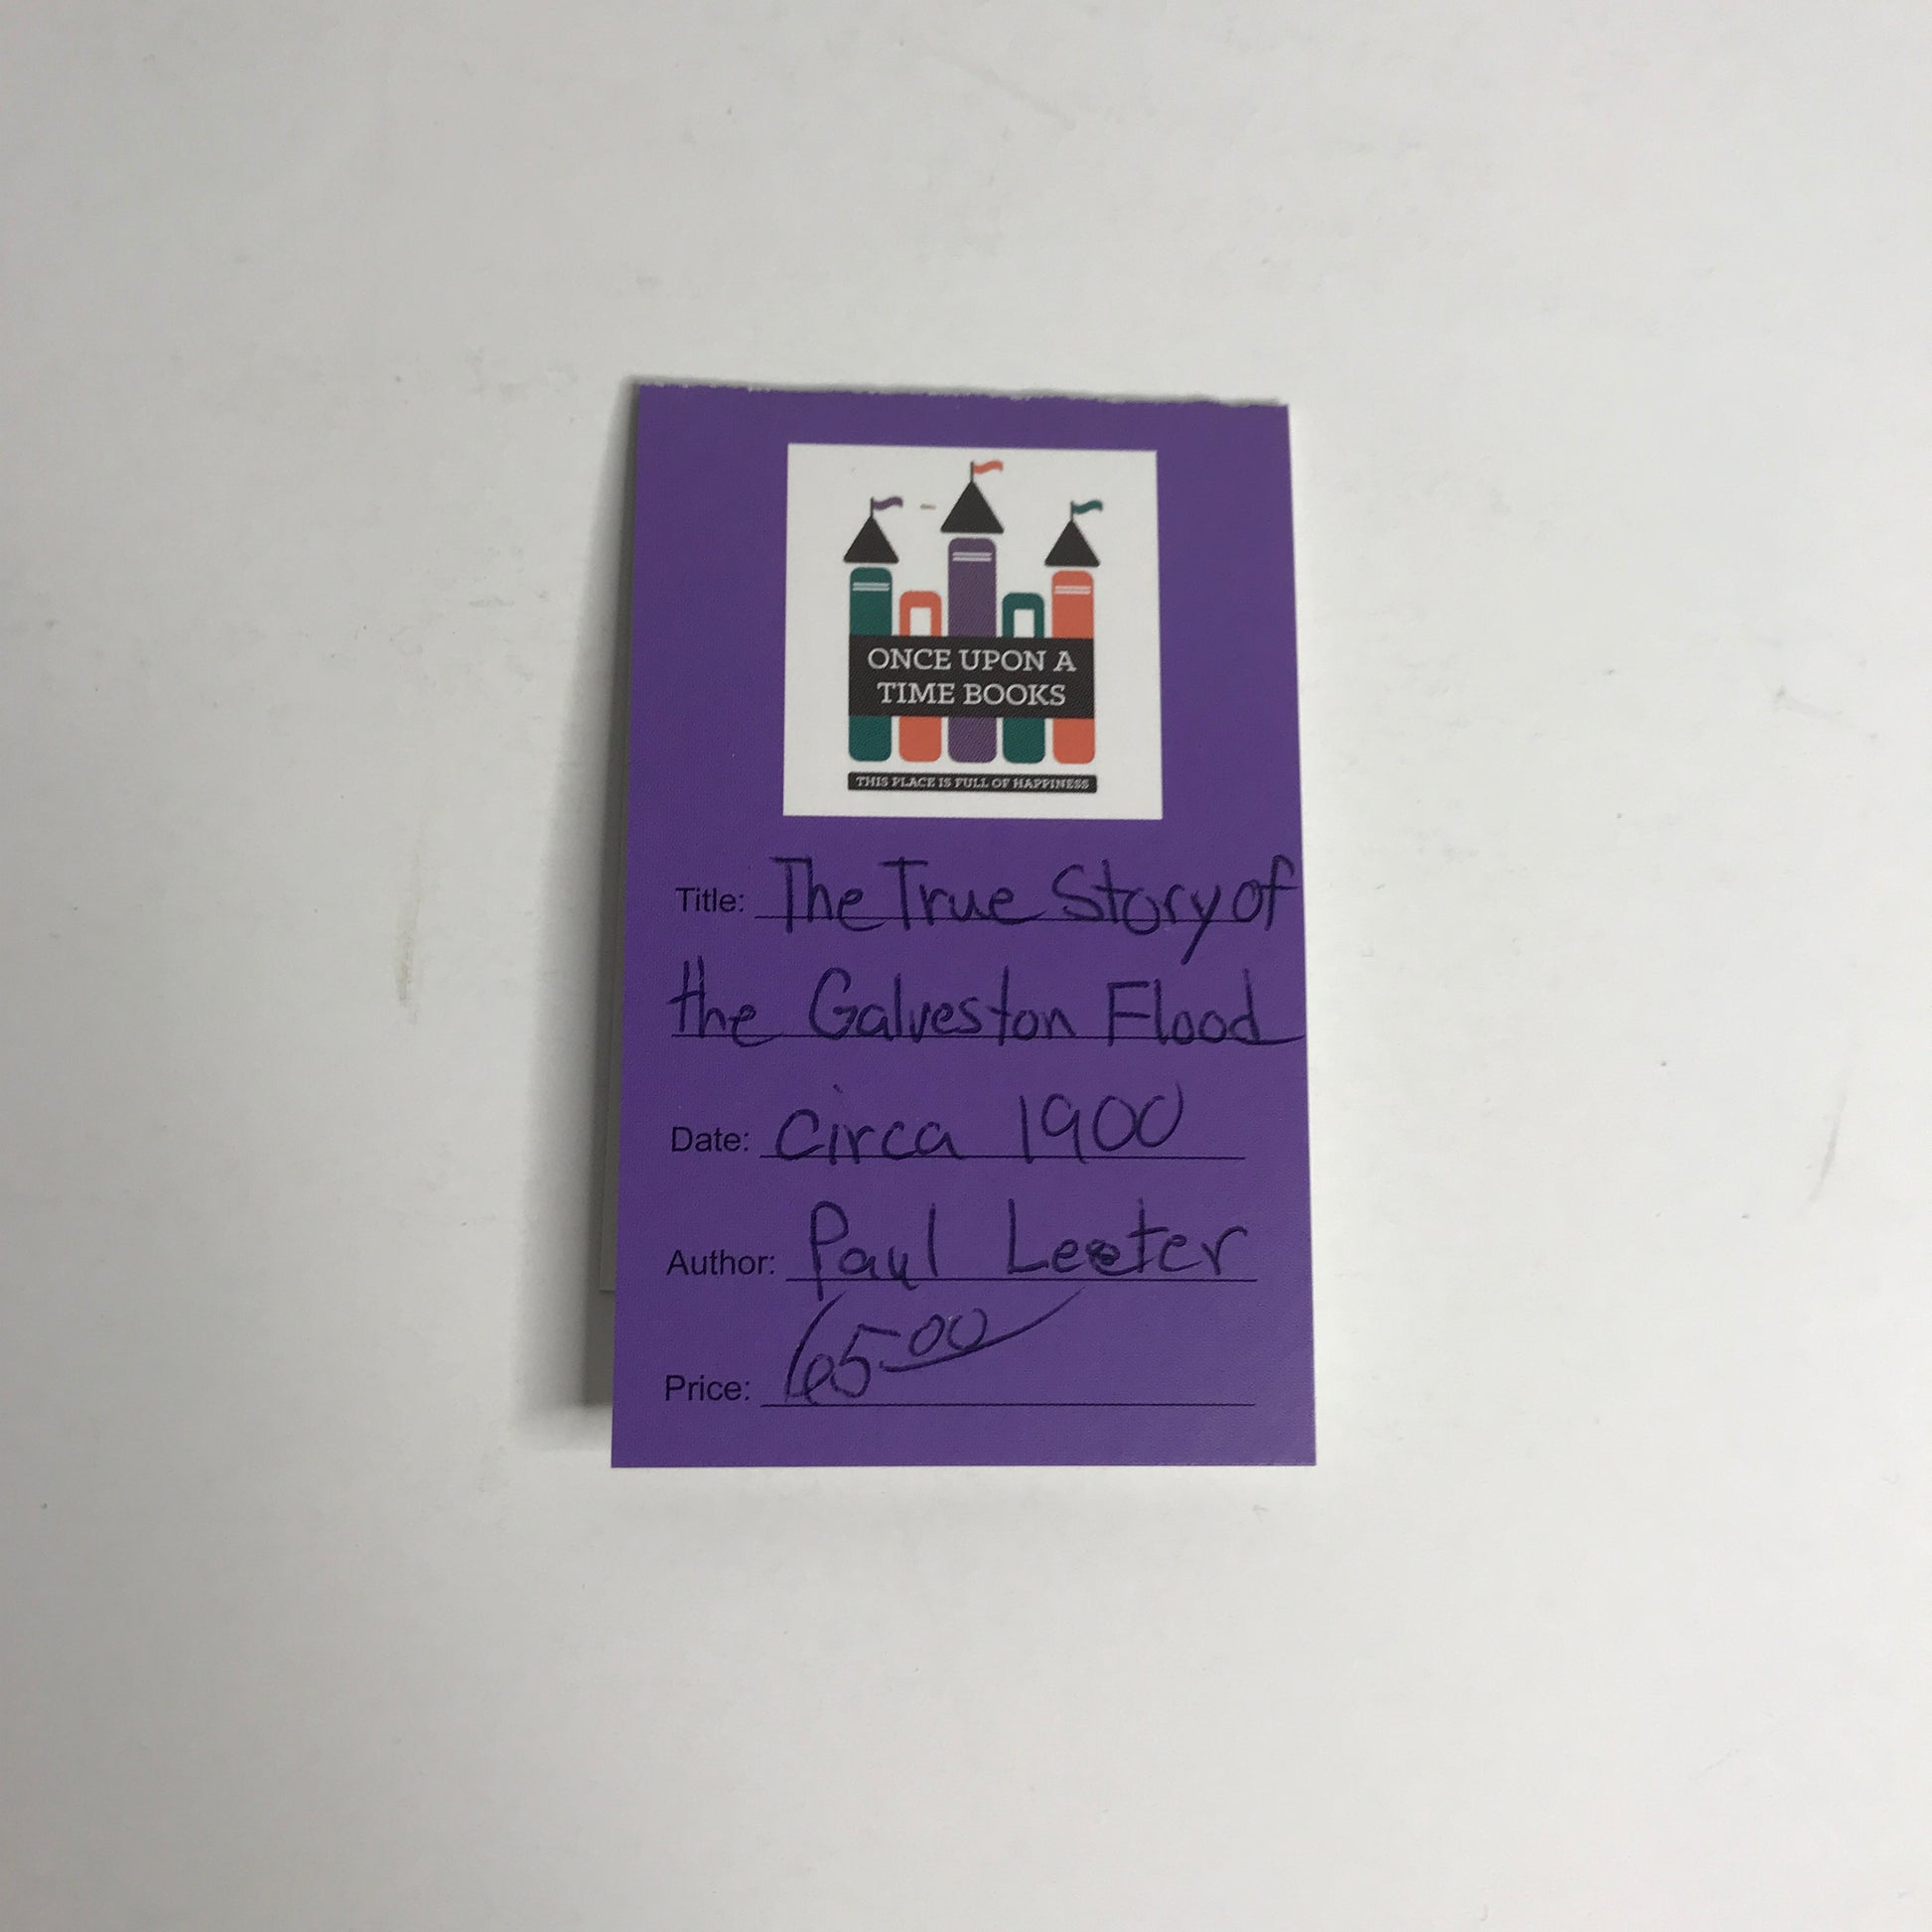 ONCE UPON A
TIME BOOKS
THIS PLACE IS FULL OF HAPPINESS
Title: The True Story of
the Galveston Flood
Date: circa 1900
Author: Paul Leeter
Price: 65.00